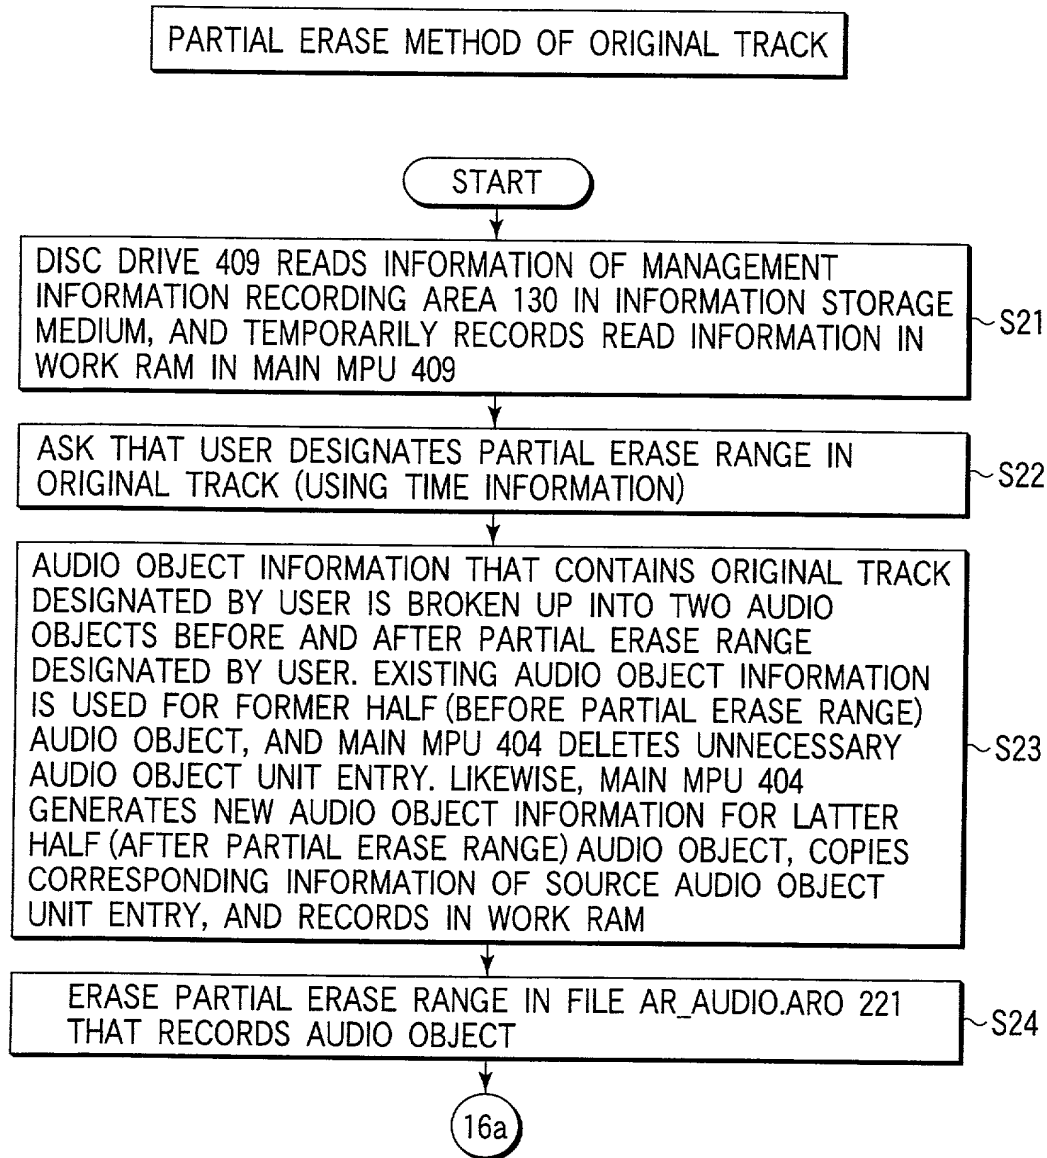 PARTIAL ERASE METHOD OF ORIGINAL TRACK
START
DISC DRIVE 409 READS INFORMATION OF MANAGEMENT
INFORMATION RECORDING AREA 130 IN INFORMATION STORAGE
MEDIUM, AND TEMPORARILY RECORDS READ INFORMATION IN
WORK RAM IN MAIN MPU 409
S21
ASK THAT USER DESIGNATES PARTIAL ERASE RANGE IN
ORIGINAL TRACK (USING TIME INFORMATION)
S22
AUDIO OBJECT INFORMATION THAT CONTAINS ORIGINAL TRACK
DESIGNATED BY USER IS BROKEN UP INTO TWO AUDIO
OBJECTS BEFORE AND AFTER PARTIAL ERASE RANGE
DESIGNATED BY USER. EXISTING AUDIO OBJECT INFORMATION
IS USED FOR FORMER HALF (BEFORE PARTIAL ERASE RANGE)
AUDIO OBJECT, AND MAIN MPU 404 DELETES UNNECESSARY
AUDIO OBJECT UNIT ENTRY. LIKEWISE, MAIN MPU 404
GENERATES NEW AUDIO OBJECT INFORMATION FOR LATTER
HALF (AFTER PARTIAL ERASE RANGE) AUDIO OBJECT, COPIES
CORRESPONDING INFORMATION OF SOURCE AUDIO OBJECT
UNIT ENTRY, AND RECORDS IN WORK RAM
S23
ERASE PARTIAL ERASE RANGE IN FILE AR_AUDIO.ARO 221
THAT RECORDS AUDIO OBJECT
S24
16a